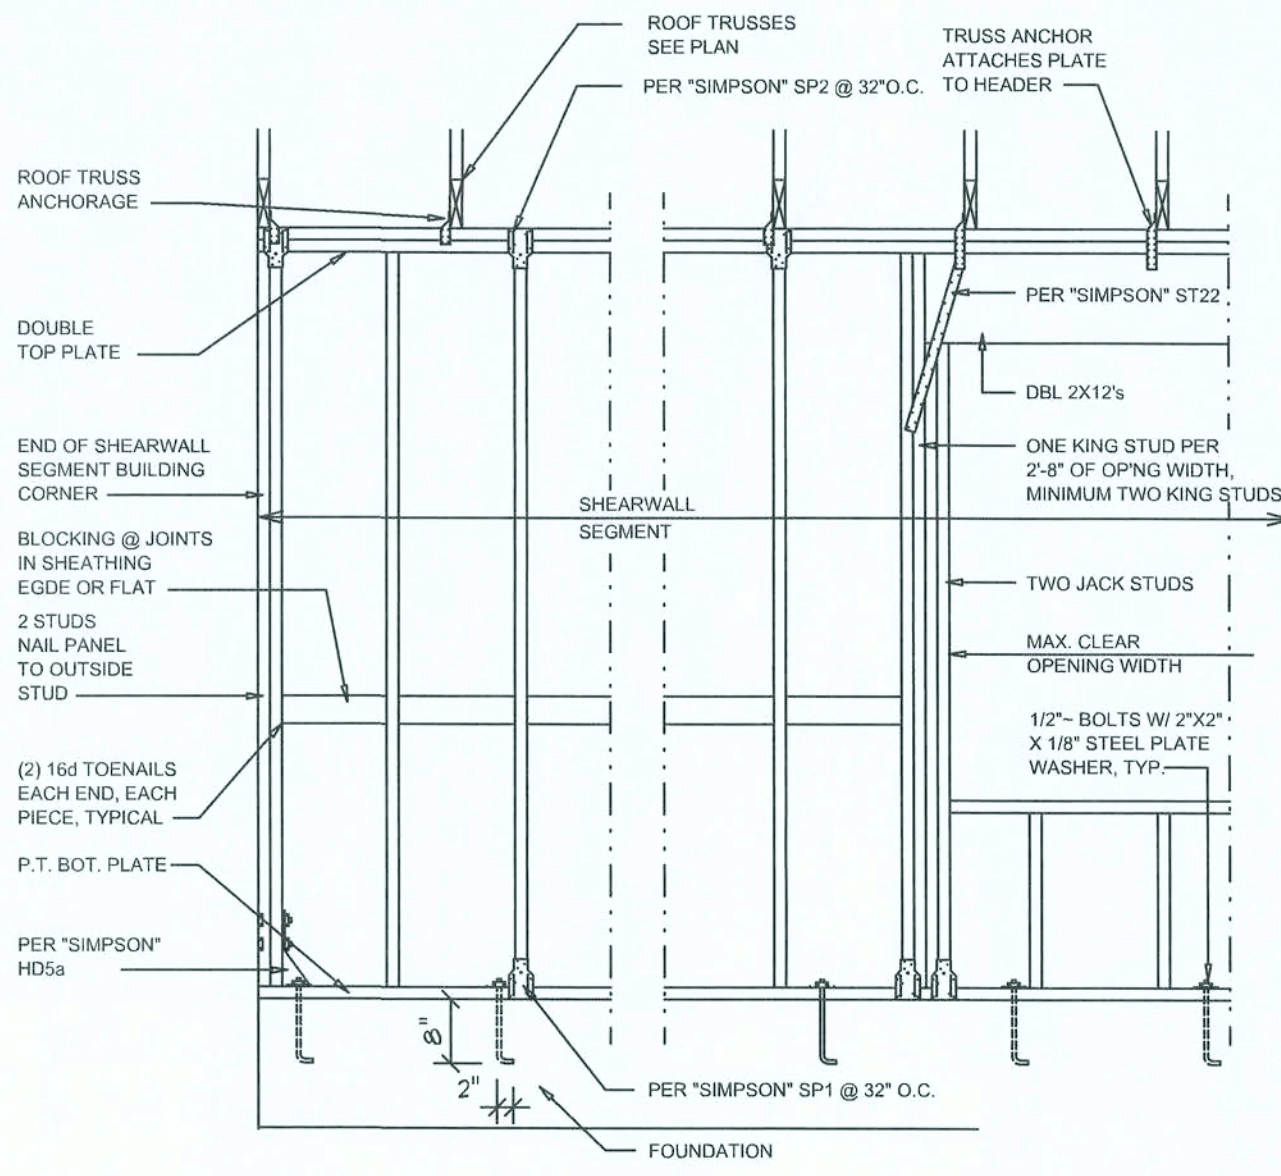 ROOF TRUSSES
SEE PLAN
PER "SIMPSON" SP2 @ 32"O.C.
TRUSS ANCHOR
ATTACHES PLATE
TO HEADER
ROOF TRUSS
ANCHORAGE
DOUBLE
TOP PLATE
END OF SHEARWALL
SEGMENT BUILDING
CORNER
BLOCKING @ JOINTS
IN SHEATHING
EGDE OR FLAT
2 STUDS
NAIL PANEL
TO OUTSIDE
STUD
(2) 16d TOENAILS
EACH END, EACH
PIECE, TYPICAL
P.T. BOT. PLATE
PER "SIMPSON"
HD5a
SHEARWALL
SEGMENT
PER "SIMPSON" ST22
DBL 2X12's
ONE KING STUD PER
2'-8" OF OP'NG WIDTH,
MINIMUM TWO KING STUDS
TWO JACK STUDS
MAX. CLEAR
OPENING WIDTH
1/2"~ BOLTS W/ 2"X2"
X 1/8" STEEL PLATE
WASHER, TYP.
8"
2"
PER "SIMPSON" SP1 @ 32" O.C.
FOUNDATION